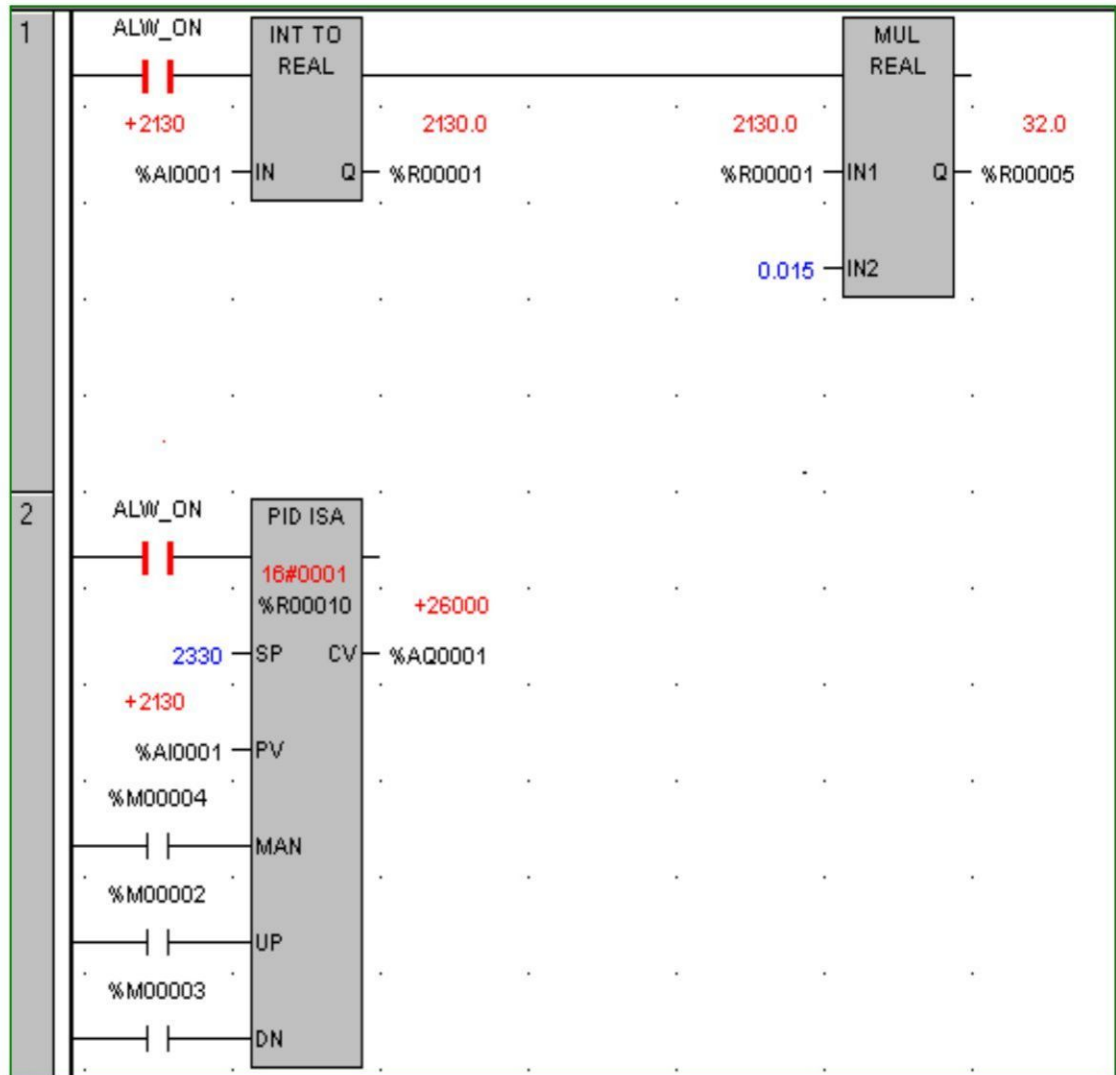 1
ALW_ON
INT TO
REAL
MUL
REAL
+2130
2130.0
2130.0
32.0
%AI0001
IN
Q
%R00001
%R00001
IN1
Q
%R00005
0.015
IN2
2
ALW_ON
PID ISA
16#0001
%R00010
+26000
2330
SP
CV
%AQ0001
+2130
%AI0001
PV
%M00004
MAN
%M00002
UP
%M00003
DN